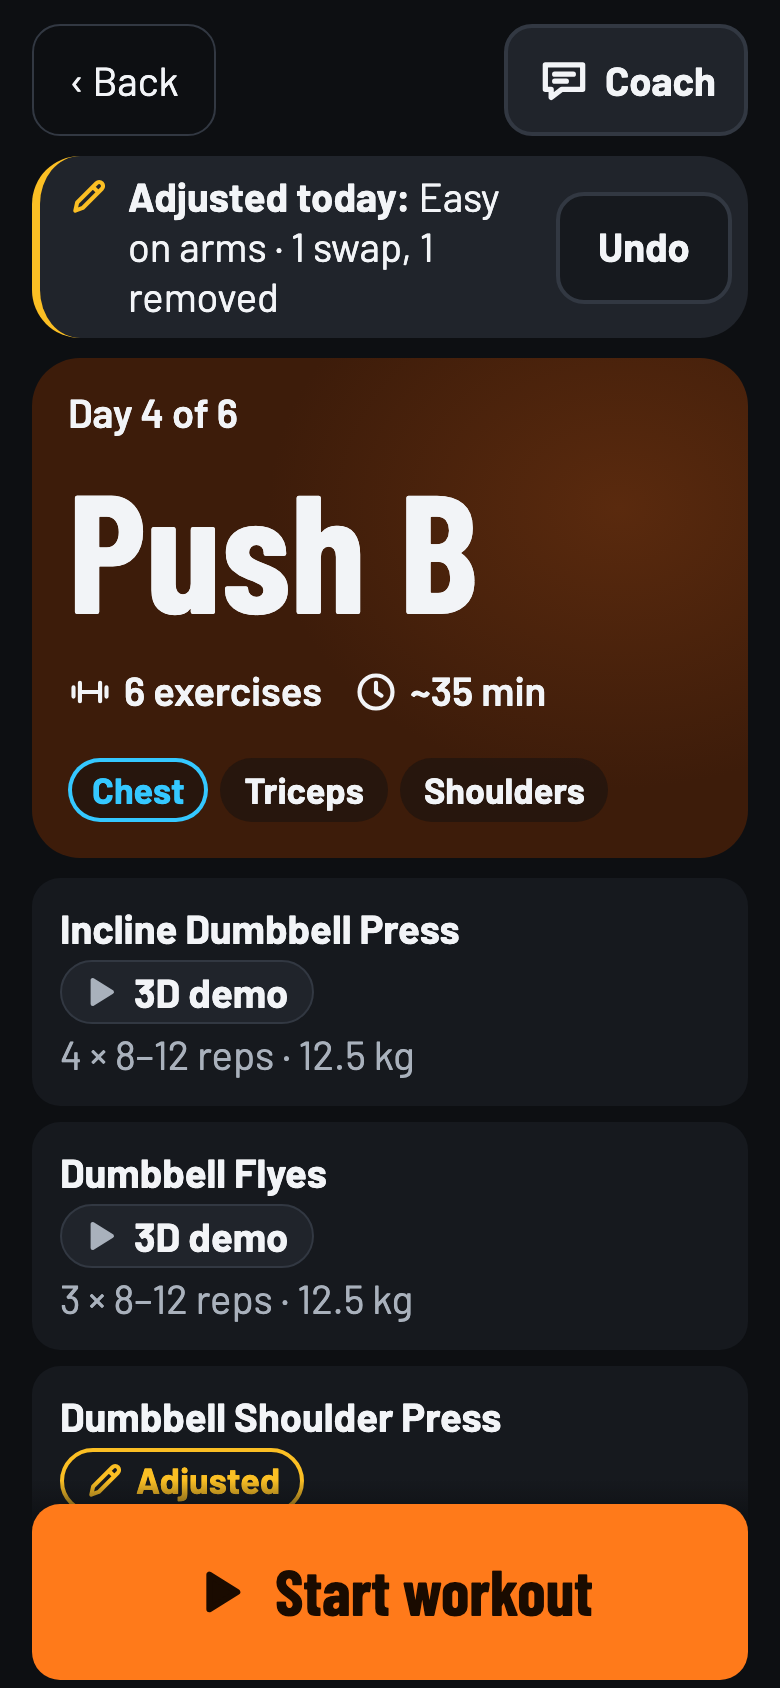 ‹ Back
Coach
Adjusted today: Easy
on arms · 1 swap, 1
removed
Undo
Day 4 of 6
Push B
6 exercises
~35 min
Chest
Triceps
Shoulders
Incline Dumbbell Press
3D demo
4 × 8–12 reps · 12.5 kg
Dumbbell Flyes
3D demo
3 × 8–12 reps · 12.5 kg
Dumbbell Shoulder Press
Adjusted
Start workout